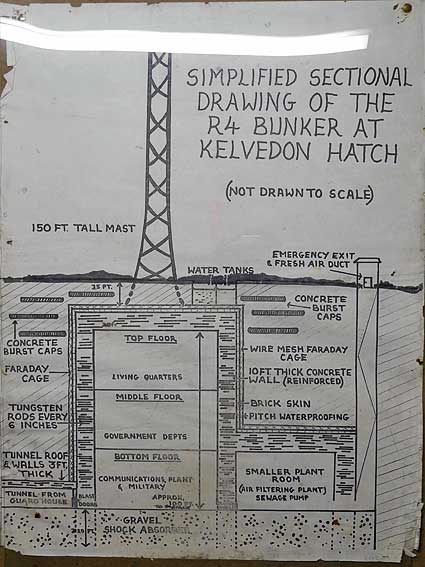 SIMPLIFIED SECTIONAL
DRAWING OF THE
R4 BUNKER AT
KELVEDON HATCH
(NOT DRAWN TO SCALE)
150 FT. TALL MAST
EMERGENCY EXIT
& FRESH AIR DUCT
WATER TANKS
CONCRETE
BURST CAPS
CONCRETE
BURST CAPS
FARADAY
CAGE
TUNGSTEN
RODS EVERY
6 INCHES
TUNNEL ROOF
& WALLS 3FT.
THICK
TUNNEL FROM
GUARD HOUSE
BLAST
DOORS
TOP FLOOR
LIVING QUARTERS
MIDDLE FLOOR
GOVERNMENT DEPTS
BOTTOM FLOOR
COMMUNICATIONS, PLANT
& MILITARY
APPROX.
WIRE MESH FARADAY
CAGE
10FT THICK CONCRETE
WALL (REINFORCED)
BRICK SKIN
PITCH WATERPROOFING
SMALLER PLANT
ROOM
(AIR FILTERING PLANT)
SEWAGE PUMP
GRAVEL
SHOCK ABSORBER